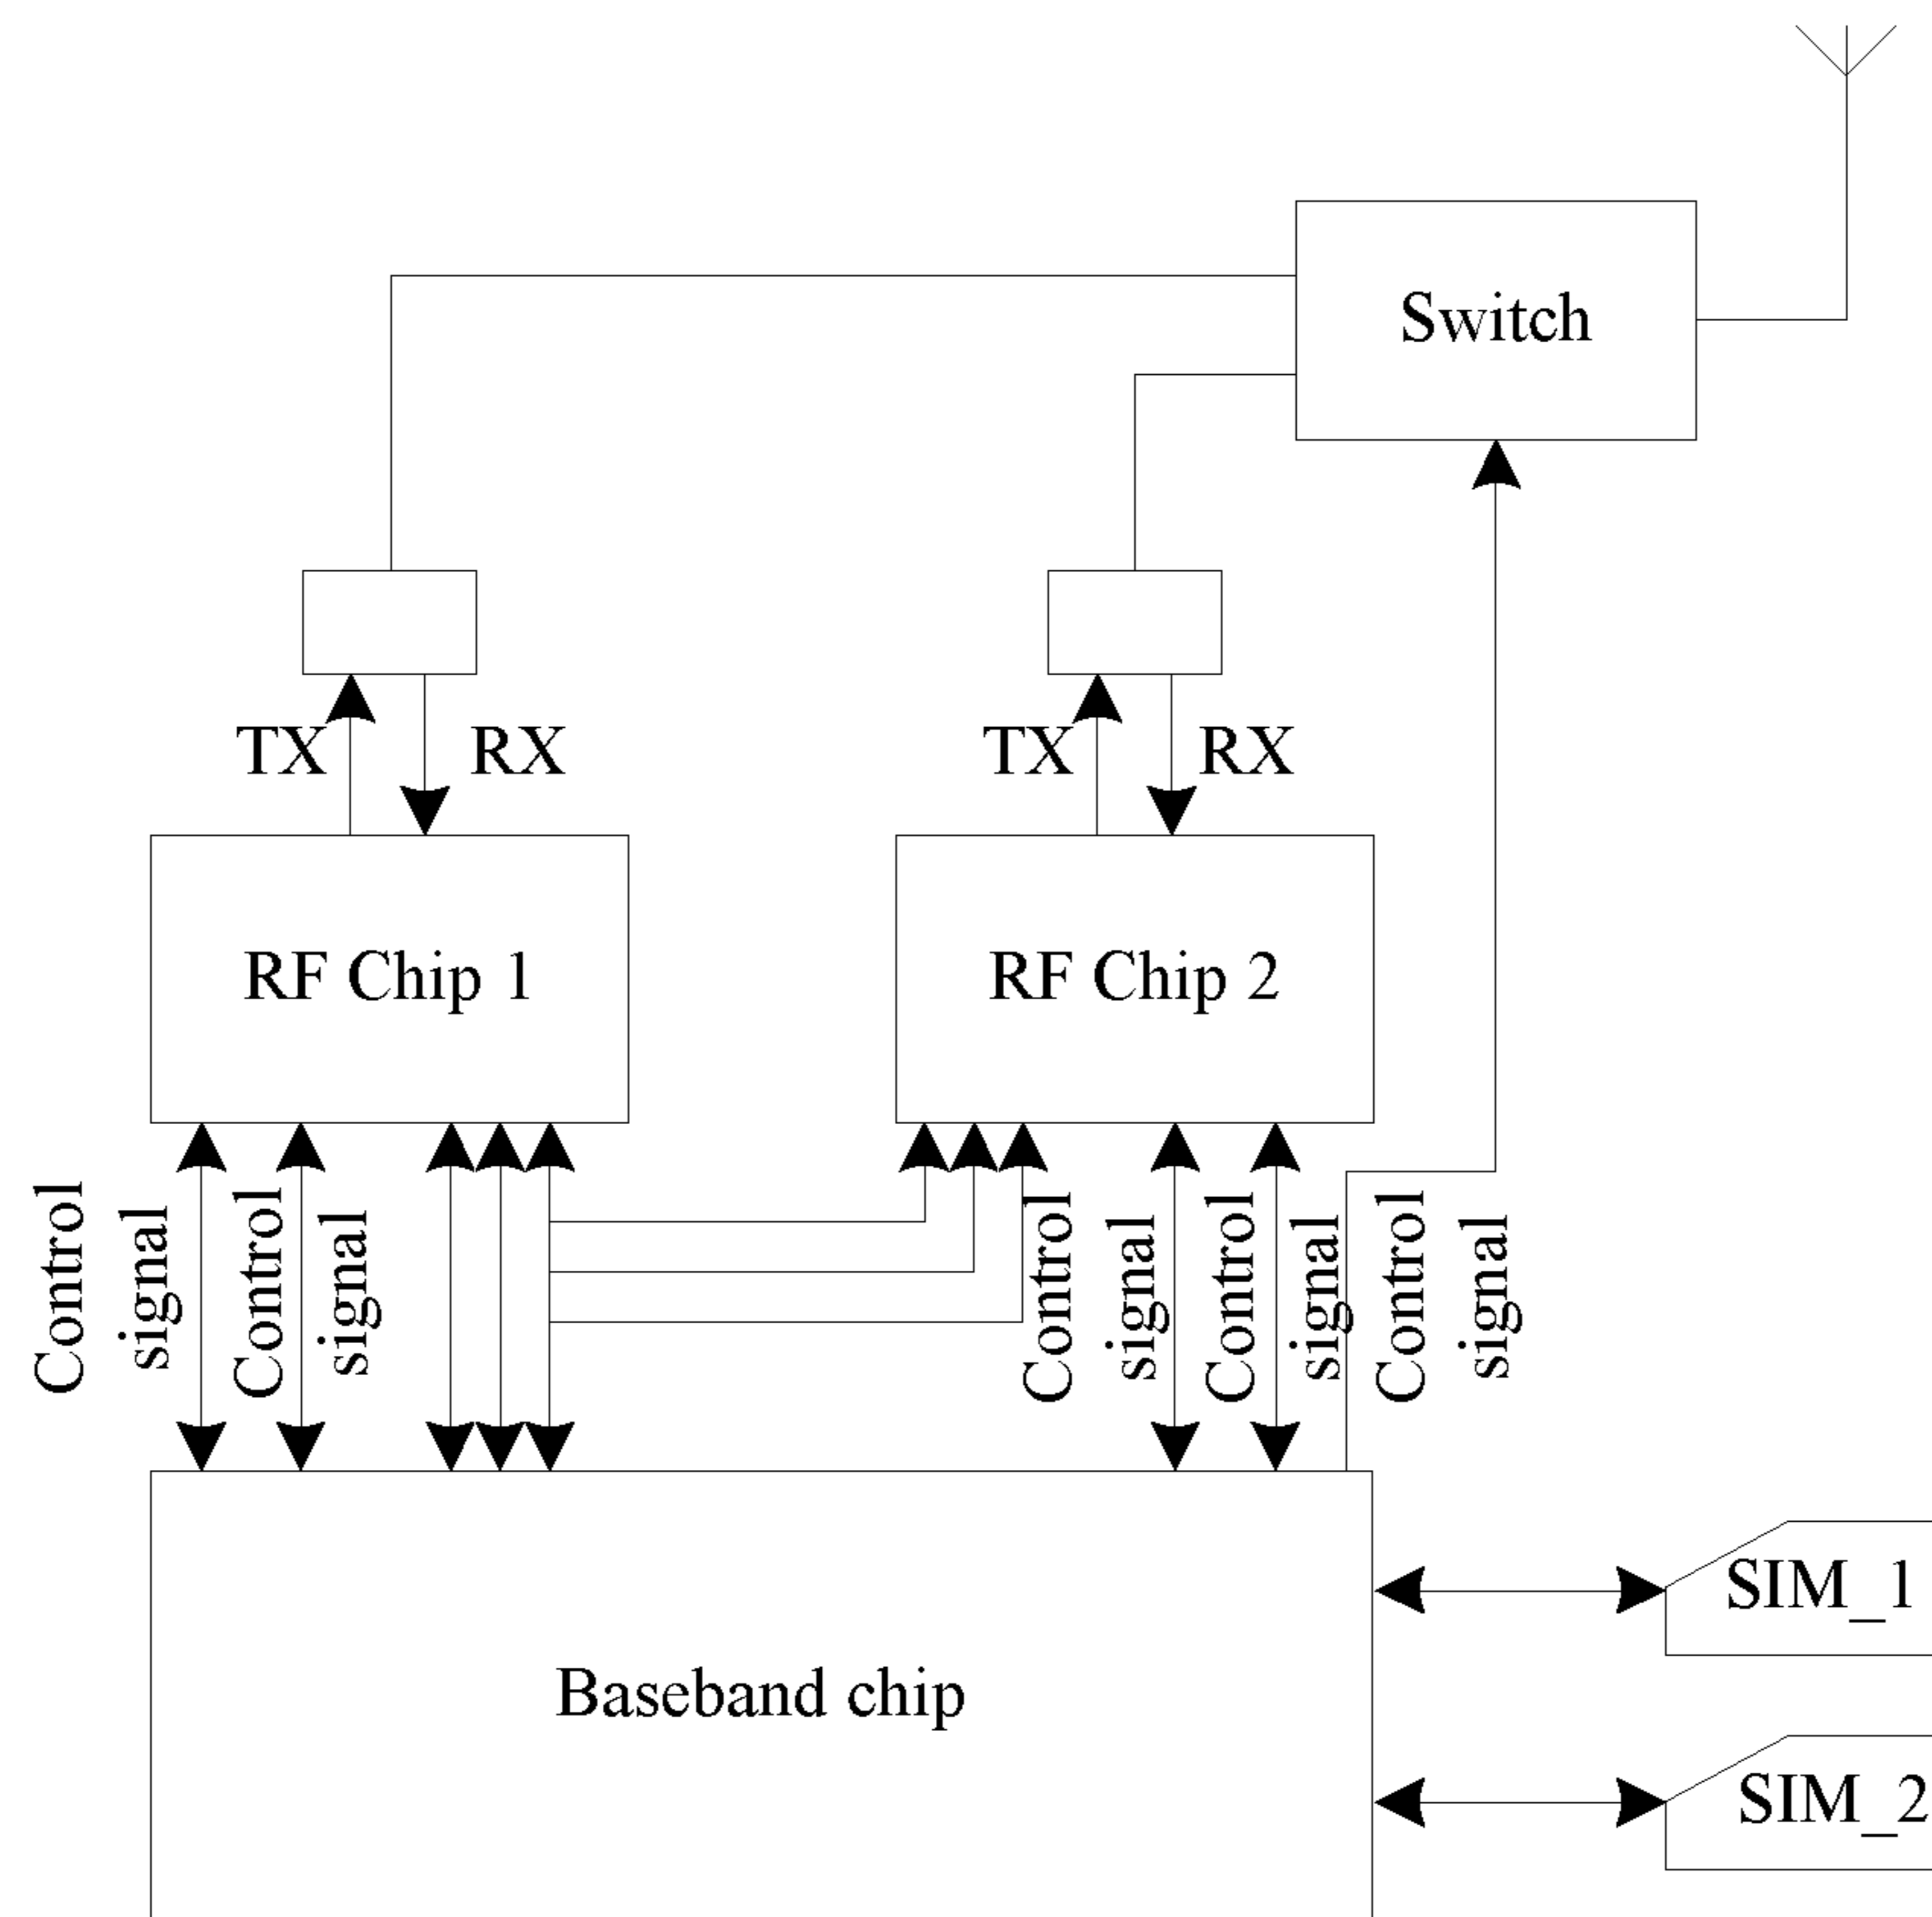 Switch
TX
RX
TX
RX
RF Chip 1
RF Chip 2
Control
signal
Control
signal
Control
signal
Control
signal
Control
signal
SIM_1
Baseband chip
SIM_2